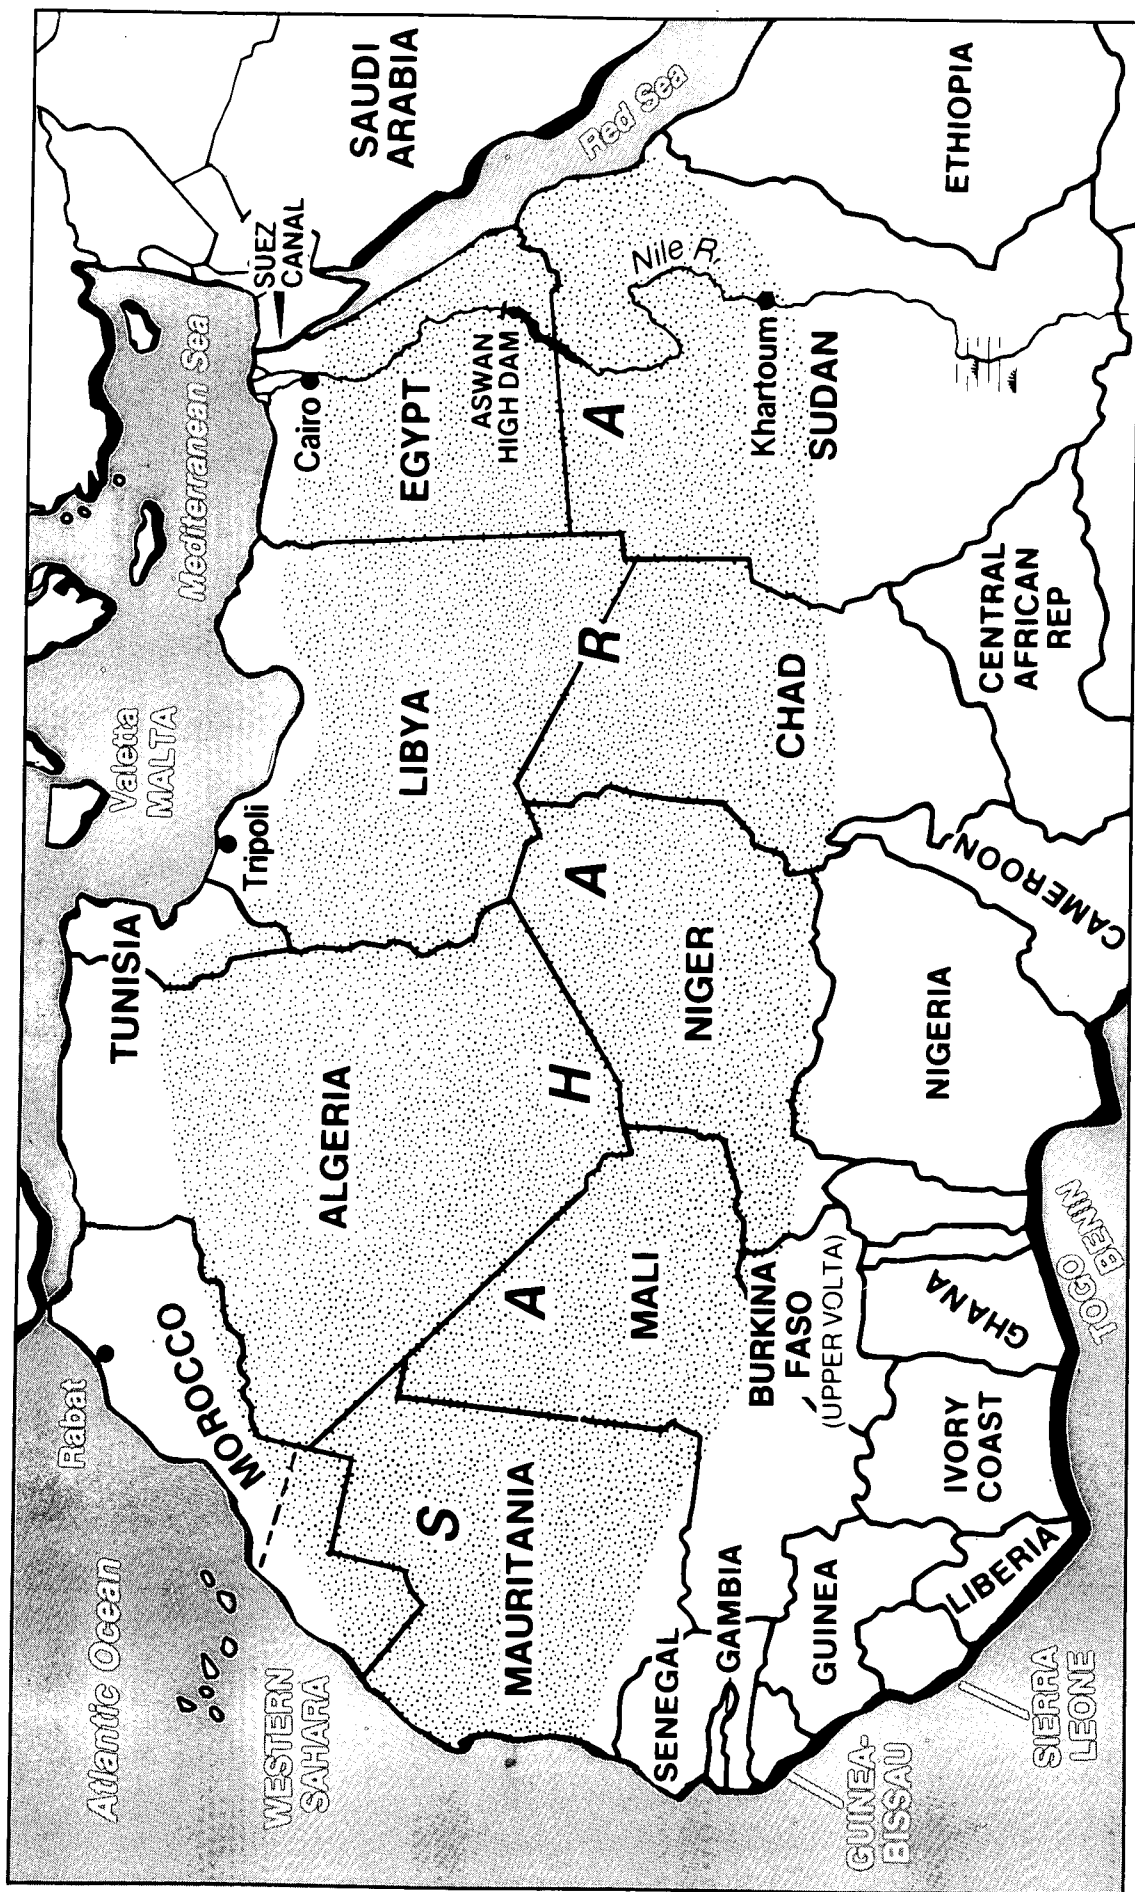 Atlantic Ocean
Rabat
Valetta
MALTA
Mediterranean Sea
SUEZ
CANAL
SAUDI
ARABIA
Red Sea
WESTERN
SAHARA
MOROCCO
TUNISIA
Tripoli
Cairo
ALGERIA
LIBYA
EGYPT
ASWAN
HIGH DAM
Nile R.
S A H A R A
MAURITANIA
MALI
NIGER
CHAD
Khartoum
SUDAN
ETHIOPIA
SENEGAL
GAMBIA
BURKINA
FASO
(UPPER VOLTA)
GUINEA
GUINEA-
BISSAU
SIERRA
LEONE
LIBERIA
IVORY
COAST
GHANA
TOGO
BENIN
NIGERIA
CAMEROON
CENTRAL
AFRICAN
REP